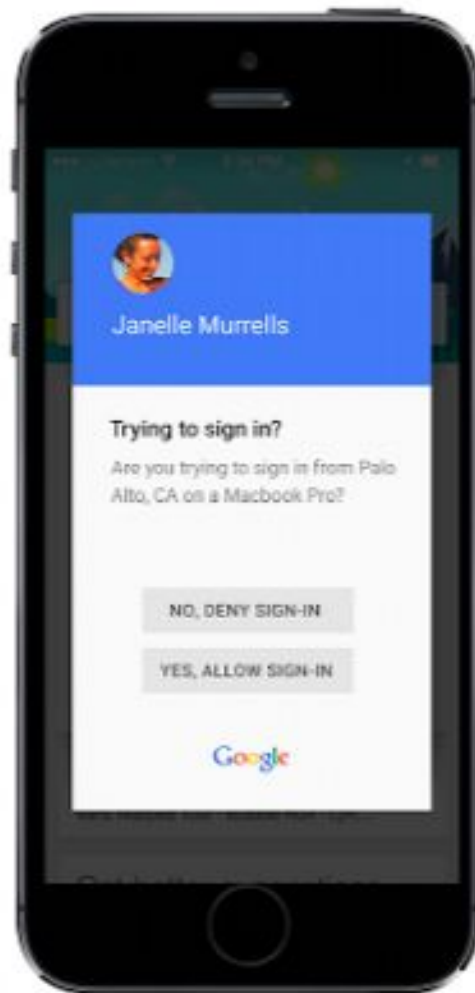 Janelle Murrells
Trying to sign in?
Are you trying to sign in from Palo
Alto, CA on a Macbook Pro?
NO, DENY SIGN-IN
YES, ALLOW SIGN-IN
Google